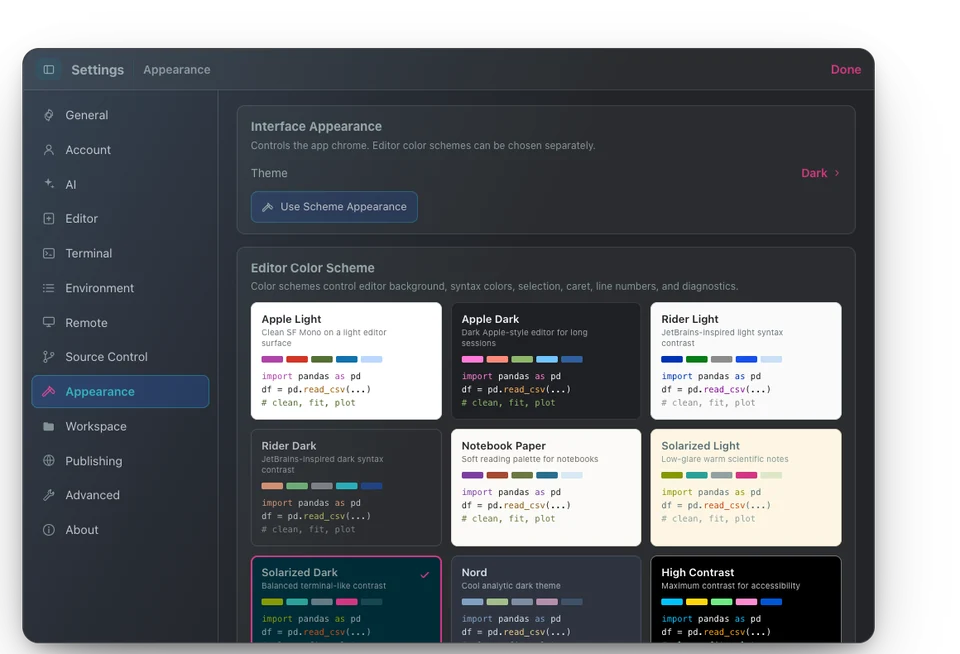 Settings
Appearance
Done
General
Account
AI
Editor
Terminal
Environment
Remote
Source Control
Appearance
Workspace
Publishing
Advanced
About
Interface Appearance
Controls the app chrome. Editor color schemes can be chosen separately.
Theme
Dark
Use Scheme Appearance
Editor Color Scheme
Color schemes control editor background, syntax colors, selection, caret, line numbers, and diagnostics.
Apple Light
Clean SF Mono on a light editor
surface
import pandas as pd
df = pd.read_csv(...)
# clean, fit, plot
Apple Dark
Dark Apple-style editor for long
sessions
import pandas as pd
df = pd.read_csv(...)
# clean, fit, plot
Rider Light
JetBrains-inspired light syntax
contrast
import pandas as pd
df = pd.read_csv(...)
# clean, fit, plot
Rider Dark
JetBrains-inspired dark syntax
contrast
import pandas as pd
df = pd.read_csv(...)
# clean, fit, plot
Notebook Paper
Soft reading palette for notebooks
import pandas as pd
df = pd.read_csv(...)
# clean, fit, plot
Solarized Light
Low-glare warm scientific notes
import pandas as pd
df = pd.read_csv(...)
# clean, fit, plot
Solarized Dark
Balanced terminal-like contrast
import pandas as pd
df = pd.read_csv(...)
Nord
Cool analytic dark theme
import pandas as pd
df = pd.read_csv(...)
High Contrast
Maximum contrast for accessibility
import pandas as pd
df = pd.read_csv(...)